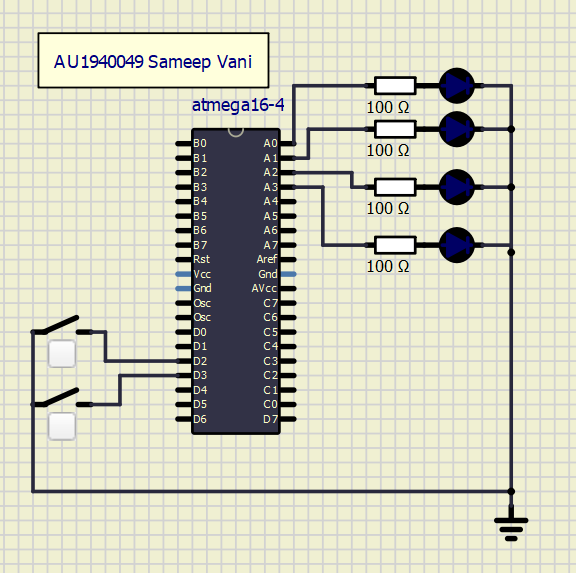 AU1940049 Sameep Vani
atmega16-4
100 Ω
100 Ω
100 Ω
100 Ω
B0 A0
B1 A1
B2 A2
B3 A3
B4 A4
B5 A5
B6 A6
B7 A7
Rst Aref
Vcc Gnd
Gnd AVcc
Osc C7
Osc C6
D0 C5
D1 C4
D2 C3
D3 C2
D4 C1
D5 C0
D6 D7